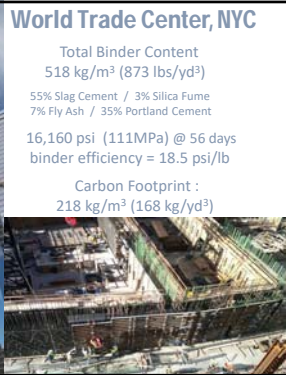 World Trade Center, NYC
Total Binder Content
518 kg/m³ (873 lbs/yd³)
55% Slag Cement / 3% Silica Fume
7% Fly Ash / 35% Portland Cement
16,160 psi (111MPa) @ 56 days
binder efficiency = 18.5 psi/lb
Carbon Footprint :
218 kg/m³ (168 kg/yd³)